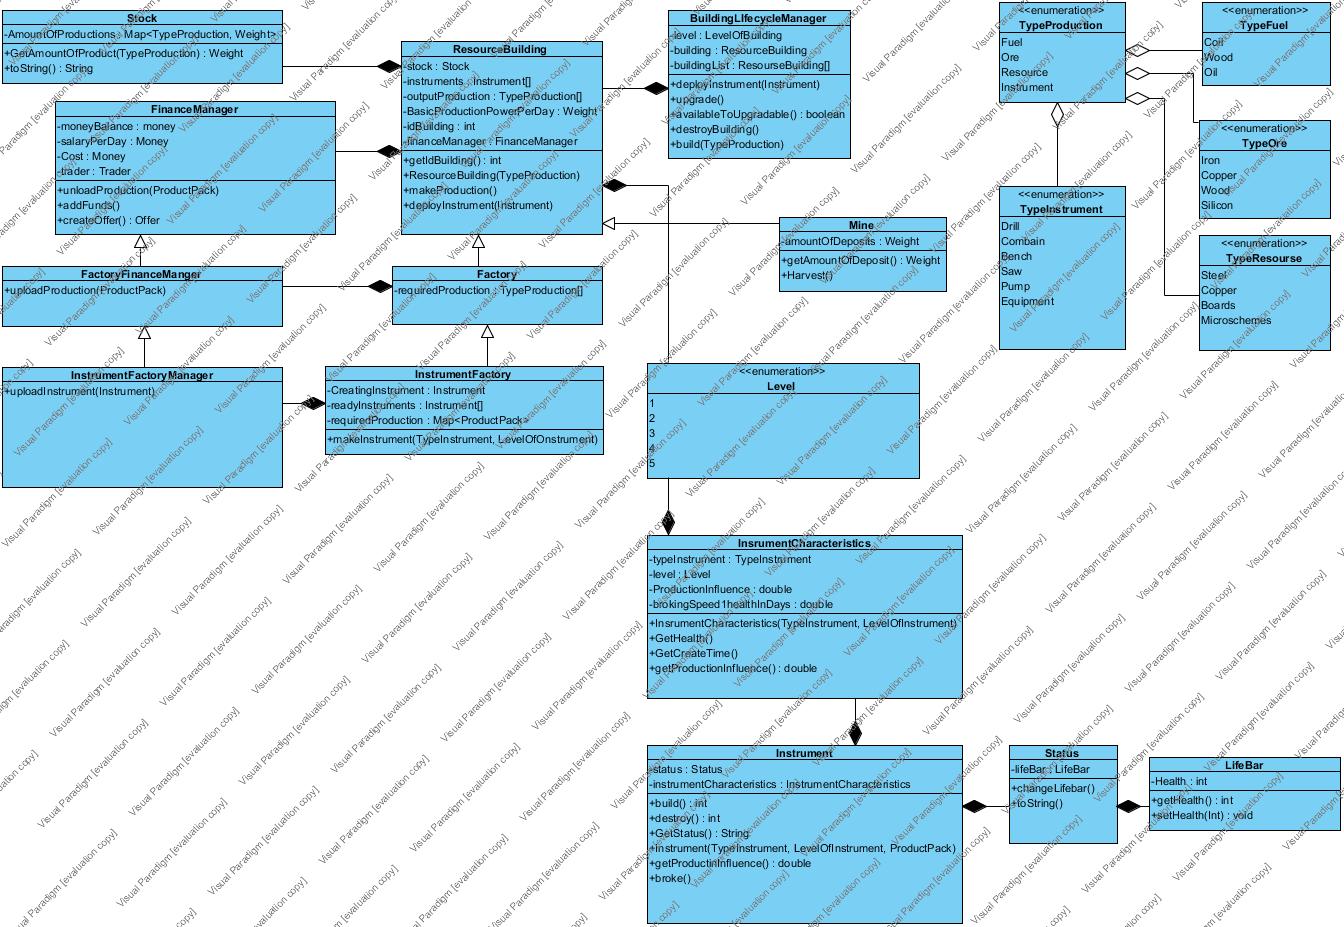 Stock
-AmountOfProductions : Map<TypeProduction, Weight>
+GetAmountOfProduct(TypeProduction) : Weight
+toString() : String
FinanceManager
-moneyBalance : money
-salaryPerDay : Money
-Cost : Money
-trader : Trader
+unloadProduction(ProductPack)
+addFunds()
+createOffer() : Offer
FactoryFinanceManger
+uploadProduction(ProductPack)
InstrumentFactoryManager
+uploadInstrument(Instrument)
ResourceBuilding
-stock : Stock
-instruments : Instrument[]
-outputProduction : TypeProduction[]
-BasicProductionPowerPerDay : Weight
-idBuilding : int
-financeManager : FinanceManager
+getIdBuilding() : int
+ResourceBuilding(TypeProduction)
+makeProduction()
+deployInstrument(Instrument)
Factory
-requiredProduction : TypeProduction[]
InstrumentFactory
-CreatingInstrument : Instrument
-readyInstruments : Instrument[]
-requiredProduction : Map<ProductPack>
+makeInstrument(TypeInstrument, LevelOfOnstrument)
BuildingLifecycleManager
-level : LevelOfBuilding
-building : ResourceBuilding
-buildingList : ResourseBuilding[]
+deployInstrument(Instrument)
+upgrade()
+availableToUpgradable() : boolean
+destroyBuilding()
+build(TypeProduction)
Mine
-amountOfDeposits : Weight
+getAmountOfDeposit() : Weight
+Harvest()
<<enumeration>>
Level
1
2
3
4
5
InsrumentCharacteristics
-typeInstrument : TypeInstrument
-level : Level
-ProductionInfluence : double
-brokingSpeed1healthInDays : double
+InsrumentCharacteristics(TypeInstrument, LevelOfInstrument)
+GetHealth()
+GetCreateTime()
+getProductionInfluence() : double
Instrument
-status : Status
-instrumentCharacteristics : InstrumentCharacteristics
+build() : int
+destroy() : int
+GetStatus() : String
+Instrument(TypeInstrument, LevelOfInstrument, ProductPack)
+getProductinInfluence() : double
+broke()
Status
-lifeBar : LifeBar
+changeLifebar()
+toString()
LifeBar
-Health : int
+getHealth() : int
+setHealth(Int) : void
<<enumeration>>
TypeProduction
Fuel
Ore
Resource
Instrument
<<enumeration>>
TypeInstrument
Drill
Combain
Bench
Saw
Pump
Equipment
<<enumeration>>
TypeFuel
Coil
Wood
Oil
<<enumeration>>
TypeOre
Iron
Copper
Wood
Silicon
<<enumeration>>
TypeResourse
Steel
Copper
Boards
Microschemes
Visual Paradigm [evaluation copy]